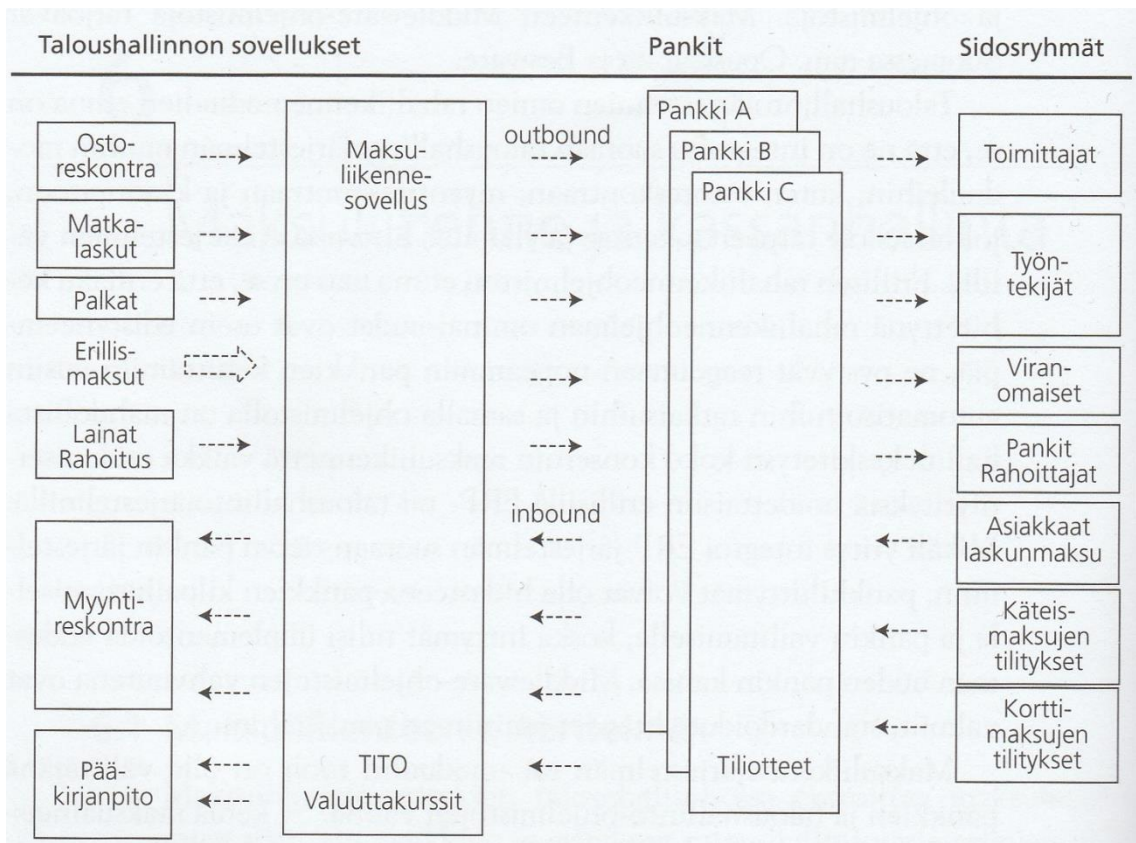 Taloushallinnon sovellukset
Pankit
Sidosryhmät
Osto-
reskontra
Matka-
laskut
Palkat
Erillis-
maksut
Lainat
Rahoitus
Myynti-
reskontra
Pää-
kirjanpito
Maksu-
liikenne-
sovellus
TITO
Valuuttakurssit
outbound
inbound
Pankki A
Pankki B
Pankki C
Tiliotteet
Toimittajat
Työn-
tekijät
Viran-
omaiset
Pankit
Rahoittajat
Asiakkaat
laskunmaksu
Käteis-
maksujen
tilitykset
Kortti-
maksujen
tilitykset